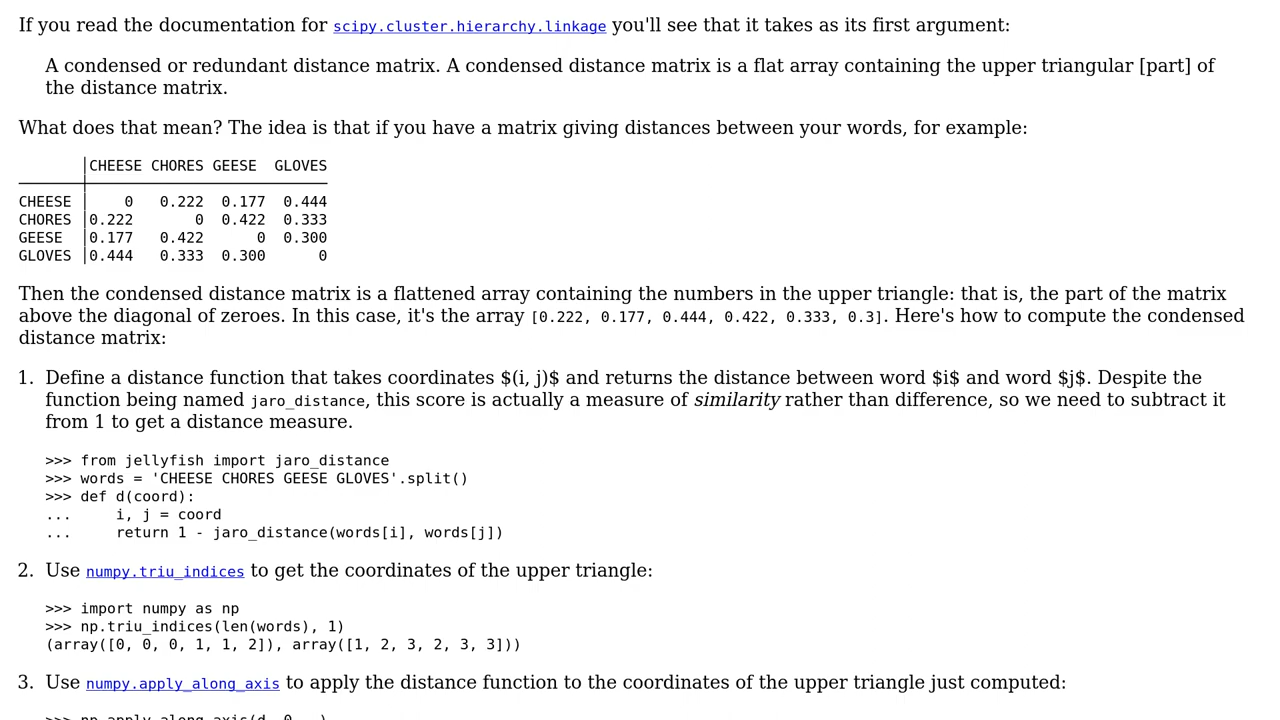 If you read the documentation for scipy.cluster.hierarchy.linkage you'll see that it takes as its first argument:
A condensed or redundant distance matrix. A condensed distance matrix is a flat array containing the upper triangular [part] of
the distance matrix.
What does that mean? The idea is that if you have a matrix giving distances between your words, for example:
       │CHEESE CHORES GEESE  GLOVES
───────┼───────────────────────────
CHEESE │    0   0.222  0.177  0.444
CHORES │0.222       0  0.422  0.333
GEESE  │0.177   0.422      0  0.300
GLOVES │0.444   0.333  0.300      0
Then the condensed distance matrix is a flattened array containing the numbers in the upper triangle: that is, the part of the matrix
above the diagonal of zeroes. In this case, it's the array [0.222, 0.177, 0.444, 0.422, 0.333, 0.3]. Here's how to compute the condensed
distance matrix:
1. Define a distance function that takes coordinates $(i, j)$ and returns the distance between word $i$ and word $j$. Despite the
function being named jaro_distance, this score is actually a measure of similarity rather than difference, so we need to subtract it
from 1 to get a distance measure.
>>> from jellyfish import jaro_distance
>>> words = 'CHEESE CHORES GEESE GLOVES'.split()
>>> def d(coord):
...     i, j = coord
...     return 1 - jaro_distance(words[i], words[j])
2. Use numpy.triu_indices to get the coordinates of the upper triangle:
>>> import numpy as np
>>> np.triu_indices(len(words), 1)
(array([0, 0, 0, 1, 1, 2]), array([1, 2, 3, 2, 3, 3]))
3. Use numpy.apply_along_axis to apply the distance function to the coordinates of the upper triangle just computed:
>>> np.apply_along_axis(d, 0, _)